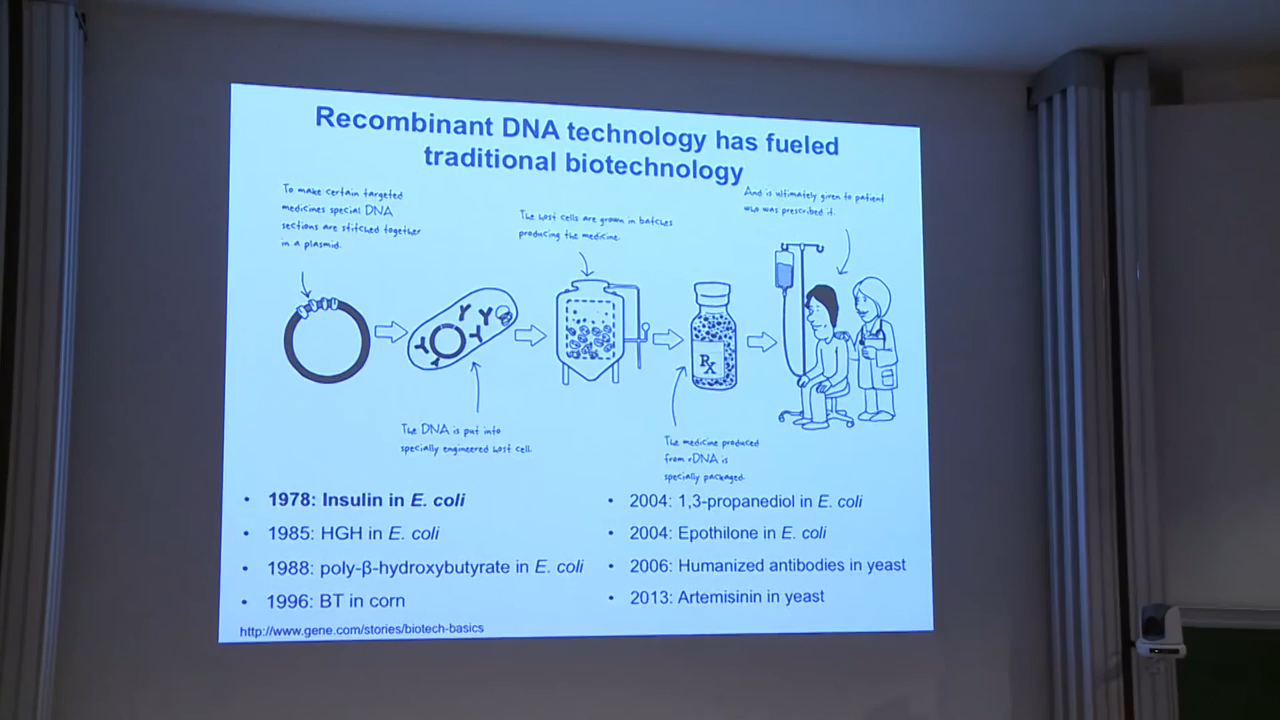 Recombinant DNA technology has fueled
traditional biotechnology
To make certain targeted
medicines special DNA
sections are stitched together
in a plasmid.
The host cells are grown in batches
producing the medicine.
And is ultimately given to patient
who was prescribed it.
Rx
The DNA is put into
specially engineered host cell.
The medicine produced
from rDNA is
specially packaged.
• 1978: Insulin in E. coli
• 1985: HGH in E. coli
• 1988: poly-β-hydroxybutyrate in E. coli
• 1996: BT in corn
• 2004: 1,3-propanediol in E. coli
• 2004: Epothilone in E. coli
• 2006: Humanized antibodies in yeast
• 2013: Artemisinin in yeast
http://www.gene.com/stories/biotech-basics